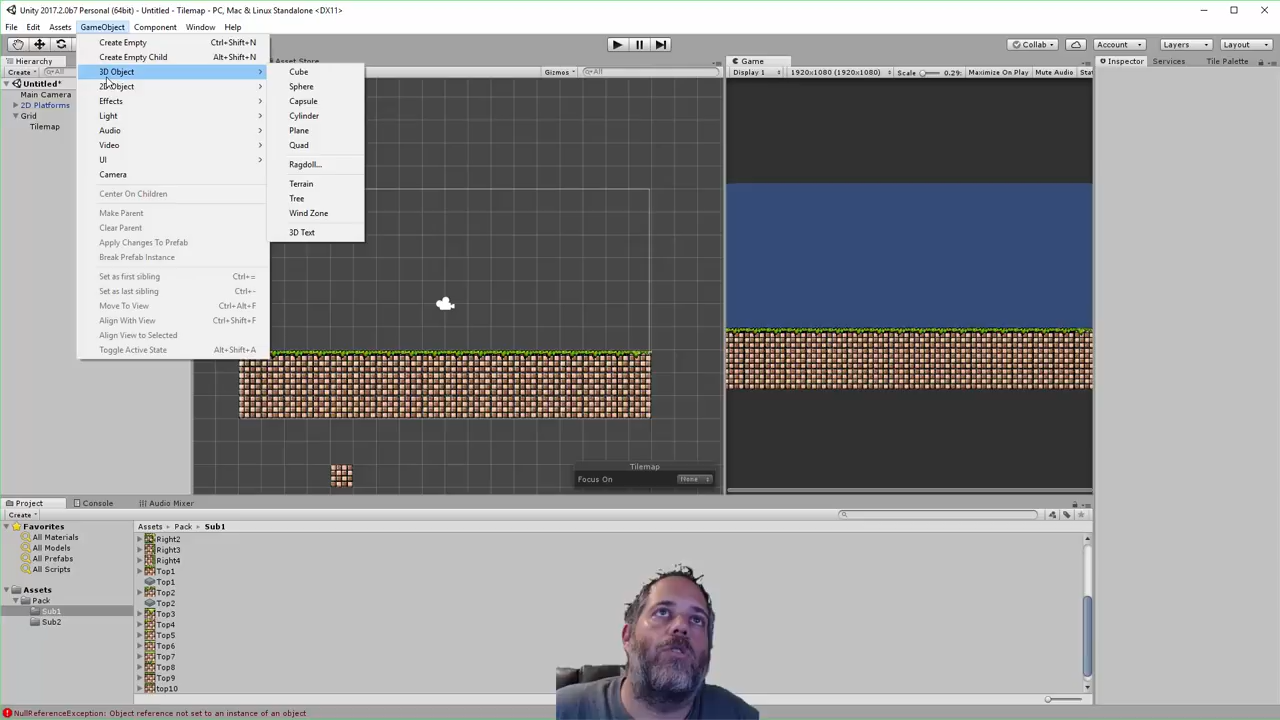 Unity 2017.2.0b7 Personal (64bit) - Untitled - Tilemap - PC, Mac & Linux Standalone <DX11>
File Edit Assets GameObject Component Window Help
Collab Account Layers Layout
Hierarchy
Create All
Untitled*
Main Camera
2D Platforms
Grid
Tilemap
Create Empty Ctrl+Shift+N
Create Empty Child Alt+Shift+N
3D Object
2D Object
Effects
Light
Audio
Video
UI
Camera
Center On Children
Make Parent
Clear Parent
Apply Changes To Prefab
Break Prefab Instance
Set as first sibling Ctrl+=
Set as last sibling Ctrl+-
Move To View Ctrl+Alt+F
Align With View Ctrl+Shift+F
Align View to Selected
Toggle Active State Alt+Shift+A
Cube
Sphere
Capsule
Cylinder
Plane
Quad
Ragdoll...
Terrain
Tree
Wind Zone
3D Text
Asset Store
Gizmos All
Game
Display 1 1920x1080 (1920x1080) Scale 0.29 Maximize On Play Mute Audio
Inspector Services Tile Palette
Tilemap
Focus On None
Project Console Audio Mixer
Create
Favorites
All Materials
All Models
All Prefabs
All Scripts
Assets
Pack
Sub1
Sub2
Assets Pack Sub1
Right2
Right3
Right4
Top1
Top1
Top2
Top2
Top3
Top4
Top5
Top6
Top7
Top8
Top9
top10
NullReferenceException: Object reference not set to an instance of an object